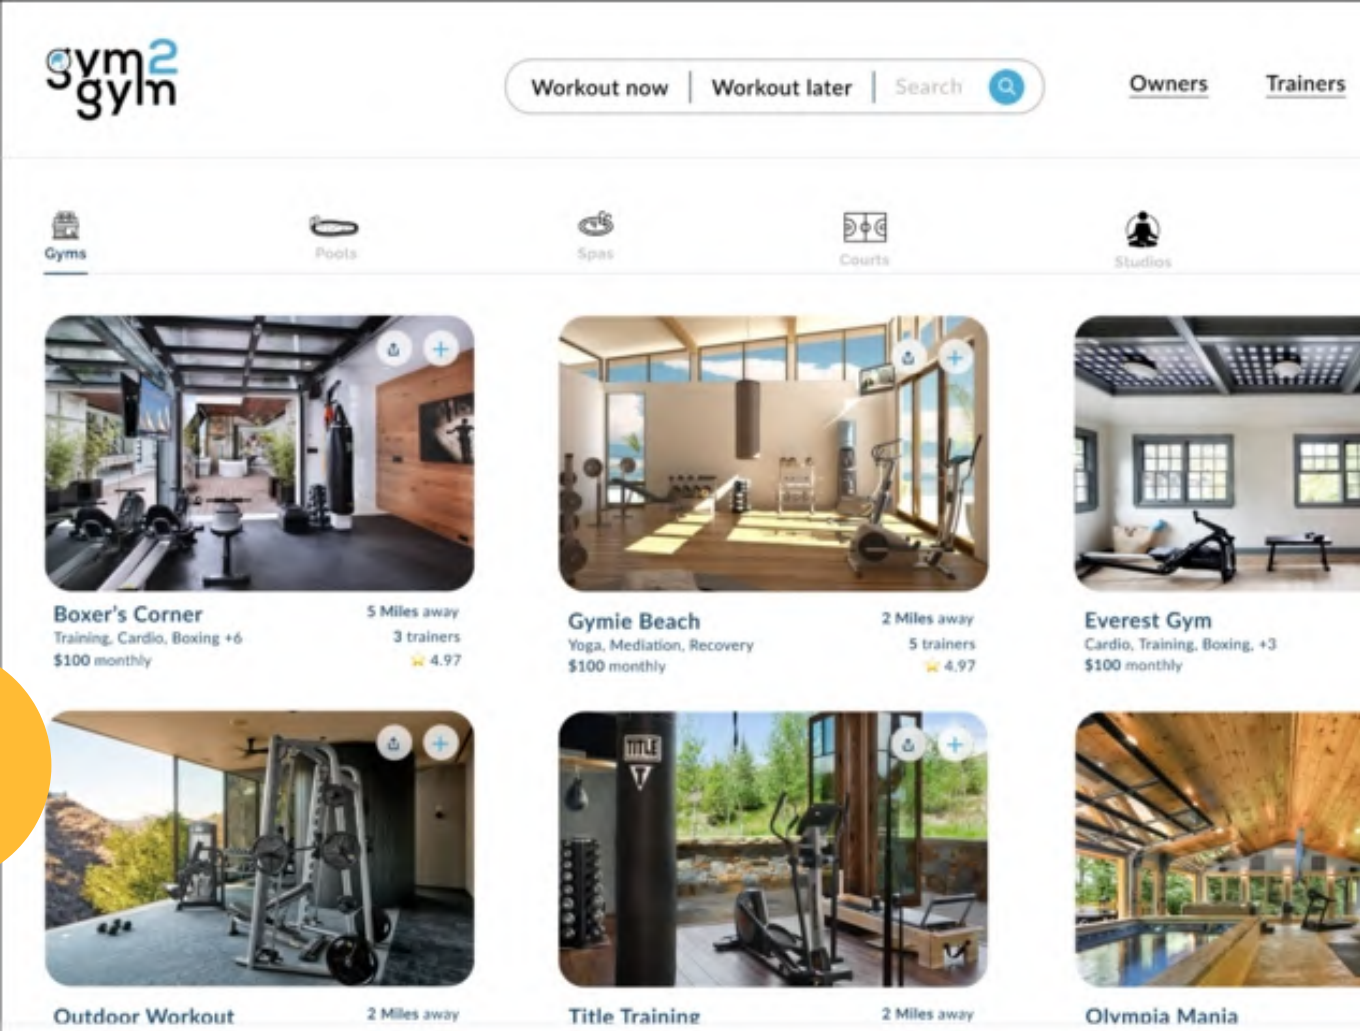 gym2
gym
Workout now | Workout later | Search
Owners Trainers
Gyms Pools Spas Courts Studios
TITLE
T
Boxer's Corner 5 Miles away
Training, Cardio, Boxing +6 3 trainers
$100 monthly 4.97
Gymie Beach 2 Miles away
Yoga, Mediation, Recovery 5 trainers
$100 monthly 4.97
Everest Gym
Cardio, Training, Boxing, +3
$100 monthly
Outdoor Workout 2 Miles away
Title Training 2 Miles away
Olympia Mania